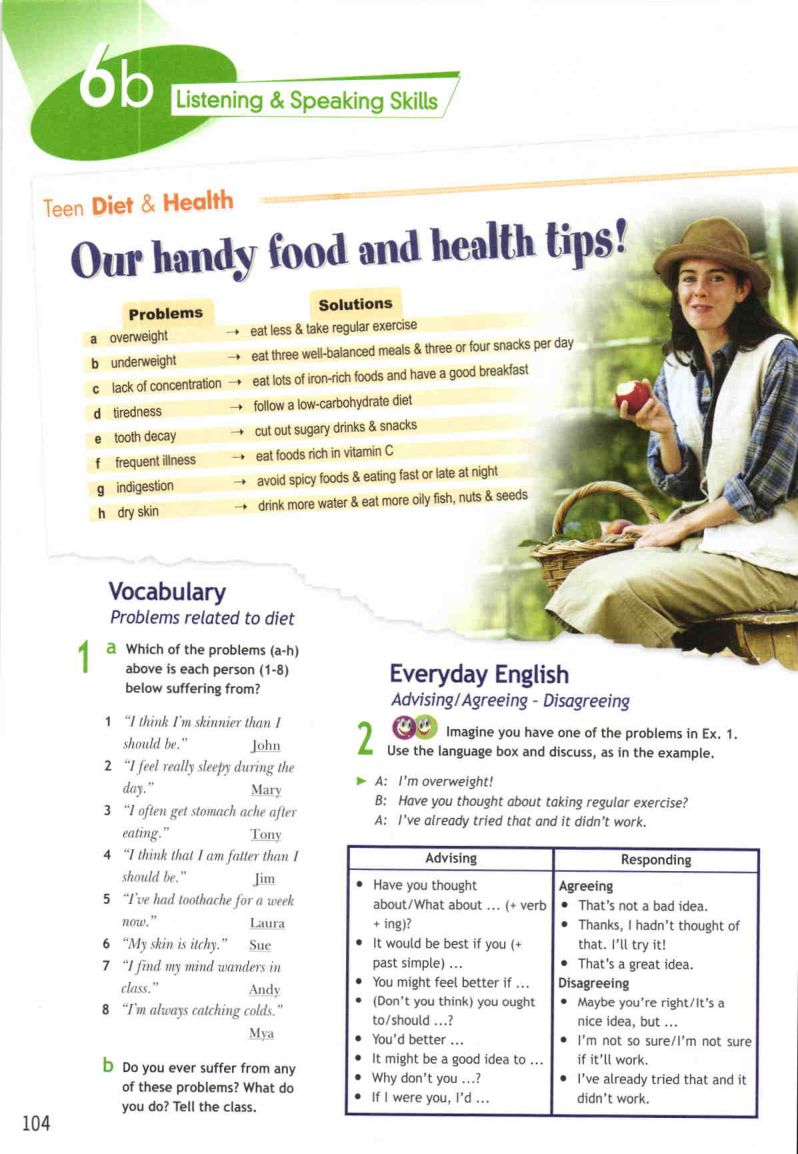 6b
Listening & Speaking Skills
Teen Diet & Health
Our handy food and health tips!
Problems Solutions
a overweight → eat less & take regular exercise
b underweight → eat three well-balanced meals & three or four snacks per day
c lack of concentration → eat lots of iron-rich foods and have a good breakfast
d tiredness → follow a low-carbohydrate diet
e tooth decay → cut out sugary drinks & snacks
f frequent illness → eat foods rich in vitamin C
g indigestion → avoid spicy foods & eating fast or late at night
h dry skin → drink more water & eat more oily fish, nuts & seeds
Vocabulary
Problems related to diet
1 a Which of the problems (a-h)
above is each person (1-8)
below suffering from?
1 "I think I'm skinnier than I
should be." John
2 "I feel really sleepy during the
day." Mary
3 "I often get stomach ache after
eating." Tony
4 "I think that I am fatter than I
should be." Jim
5 "I've had toothache for a week
now." Laura
6 "My skin is itchy." Sue
7 "I find my mind wanders in
class." Andy
8 "I'm always catching colds."
Mya
b Do you ever suffer from any
of these problems? What do
you do? Tell the class.
Everyday English
Advising/Agreeing - Disagreeing
2 Imagine you have one of the problems in Ex. 1.
Use the language box and discuss, as in the example.
► A: I'm overweight!
B: Have you thought about taking regular exercise?
A: I've already tried that and it didn't work.
Advising
• Have you thought
about/What about ... (+ verb
+ ing)?
• It would be best if you (+
past simple) ...
• You might feel better if ...
• (Don't you think) you ought
to/should ...?
• You'd better ...
• It might be a good idea to ...
• Why don't you ...?
• If I were you, I'd ...
Responding
Agreeing
• That's not a bad idea.
• Thanks, I hadn't thought of
that. I'll try it!
• That's a great idea.
Disagreeing
• Maybe you're right/It's a
nice idea, but ...
• I'm not so sure/I'm not sure
if it'll work.
• I've already tried that and it
didn't work.
104